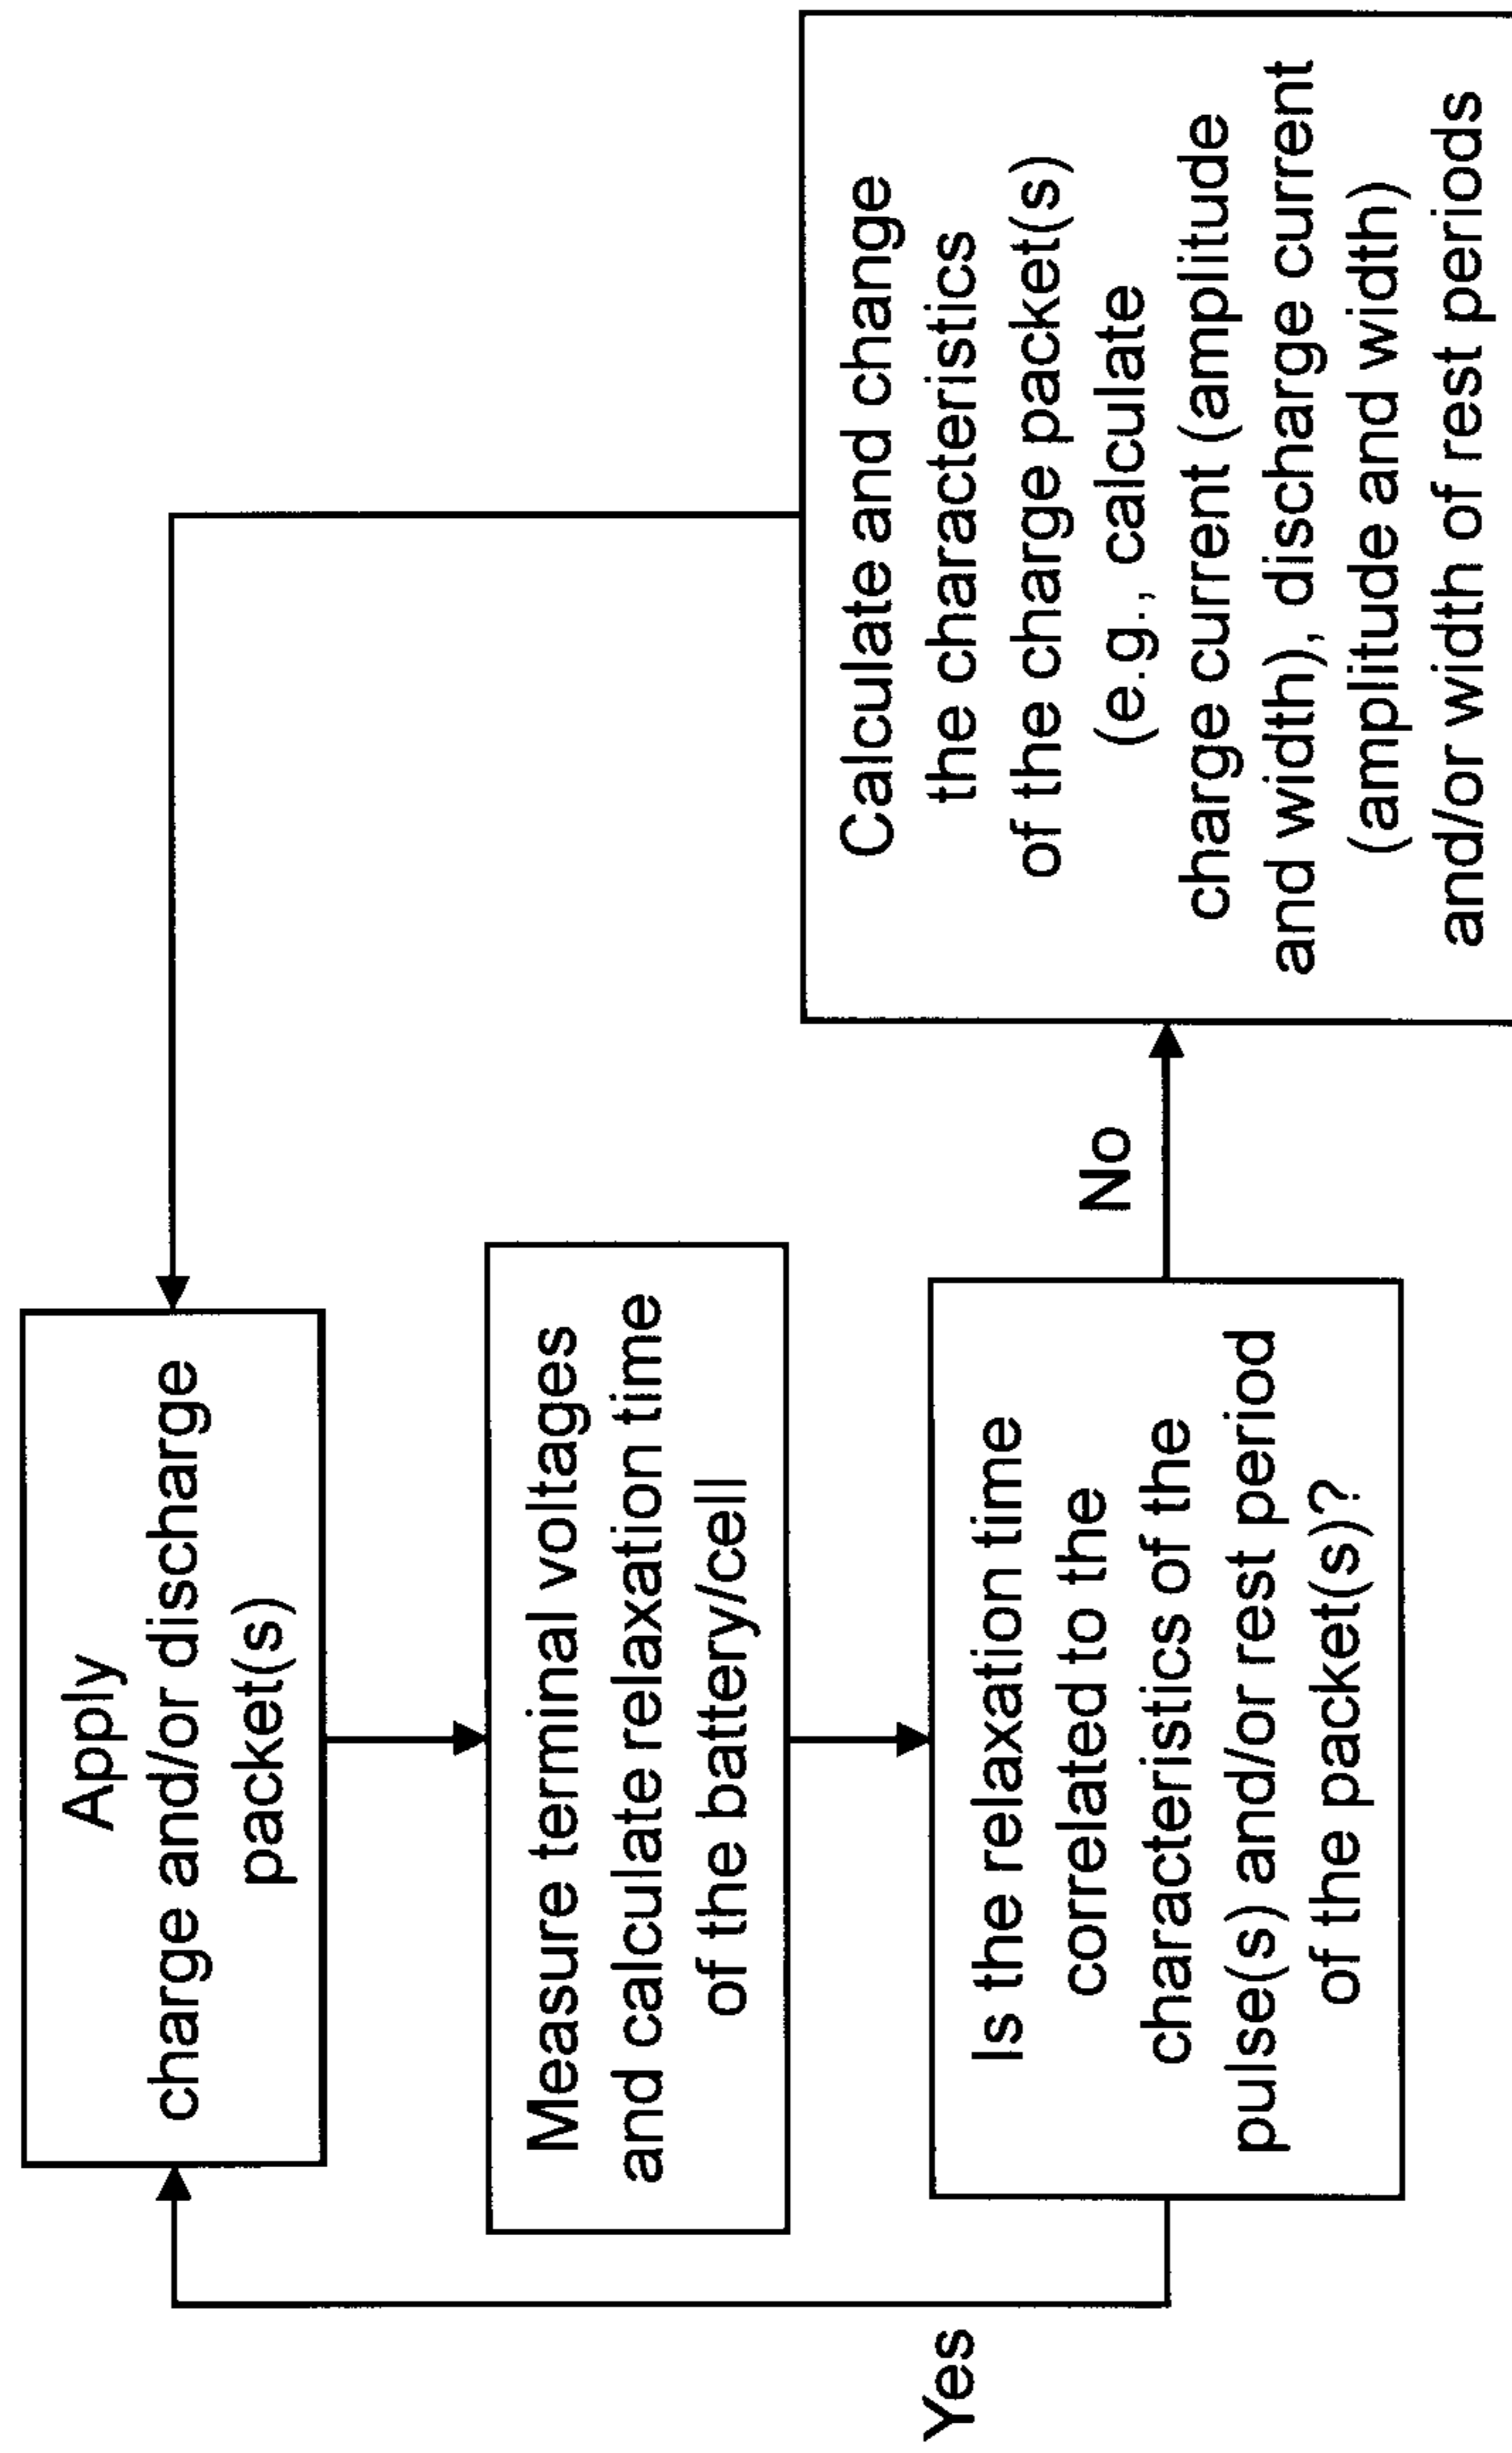 Apply
charge and/or discharge
packet(s)
Measure terminal voltages
and calculate relaxation time
of the battery/cell
Is the relaxation time
correlated to the
characteristics of the
pulse(s) and/or rest period
of the packet(s)?
Yes
No
Calculate and change
the characteristics
of the charge packet(s)
(e.g., calculate
charge current (amplitude
and width), discharge current
(amplitude and width)
and/or width of rest periods